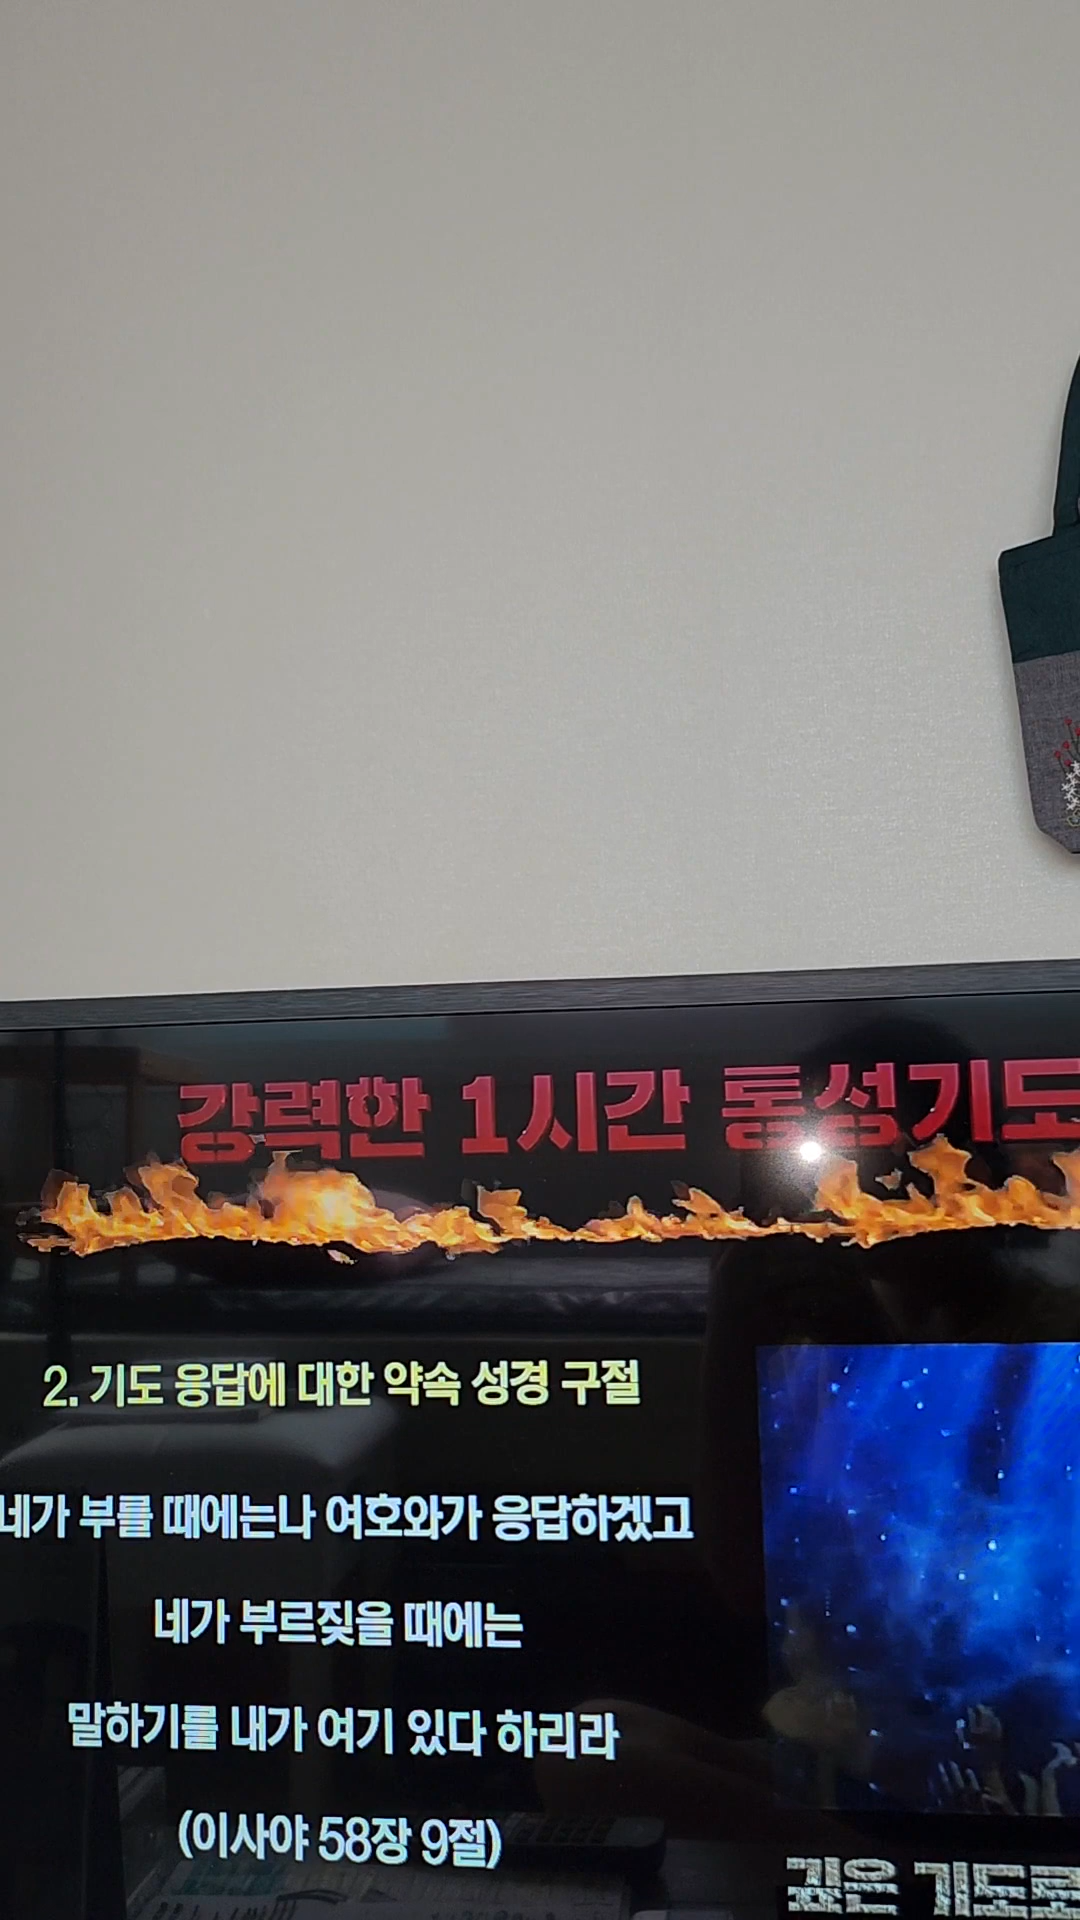 강력한 1시간 통성기도
2. 기도 응답에 대한 약속 성경 구절
네가 부를 때에는나 여호와가 응답하겠고
네가 부르짖을 때에는
말하기를 내가 여기 있다 하리라
(이사야 58장 9절)
깊은 기도로